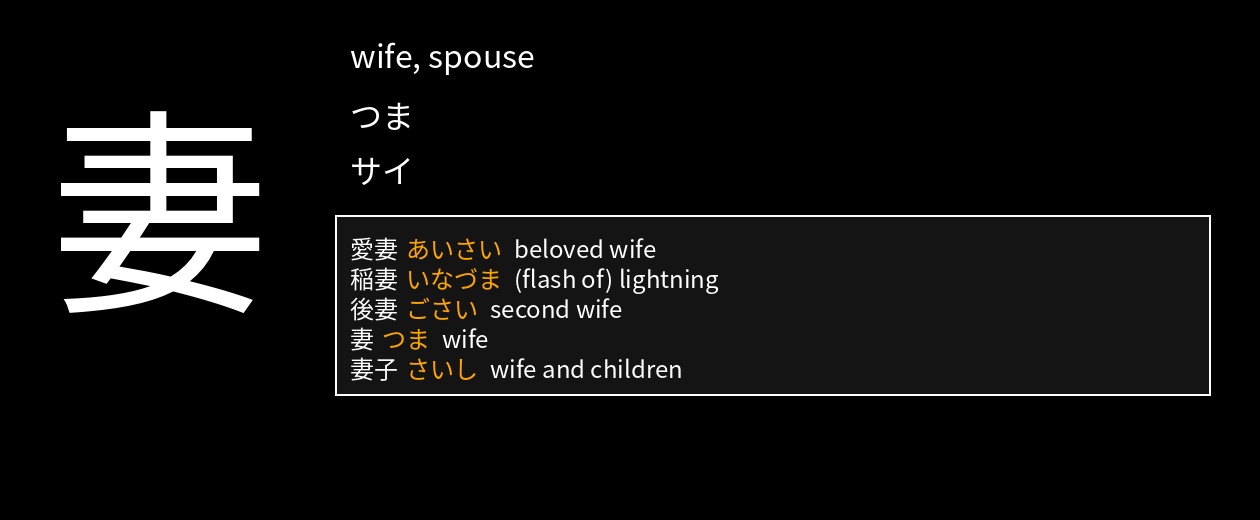 妻
wife, spouse
つま
サイ
愛妻 あいさい beloved wife
稲妻 いなづま (flash of) lightning
後妻 ごさい second wife
妻 つま wife
妻子 さいし wife and children